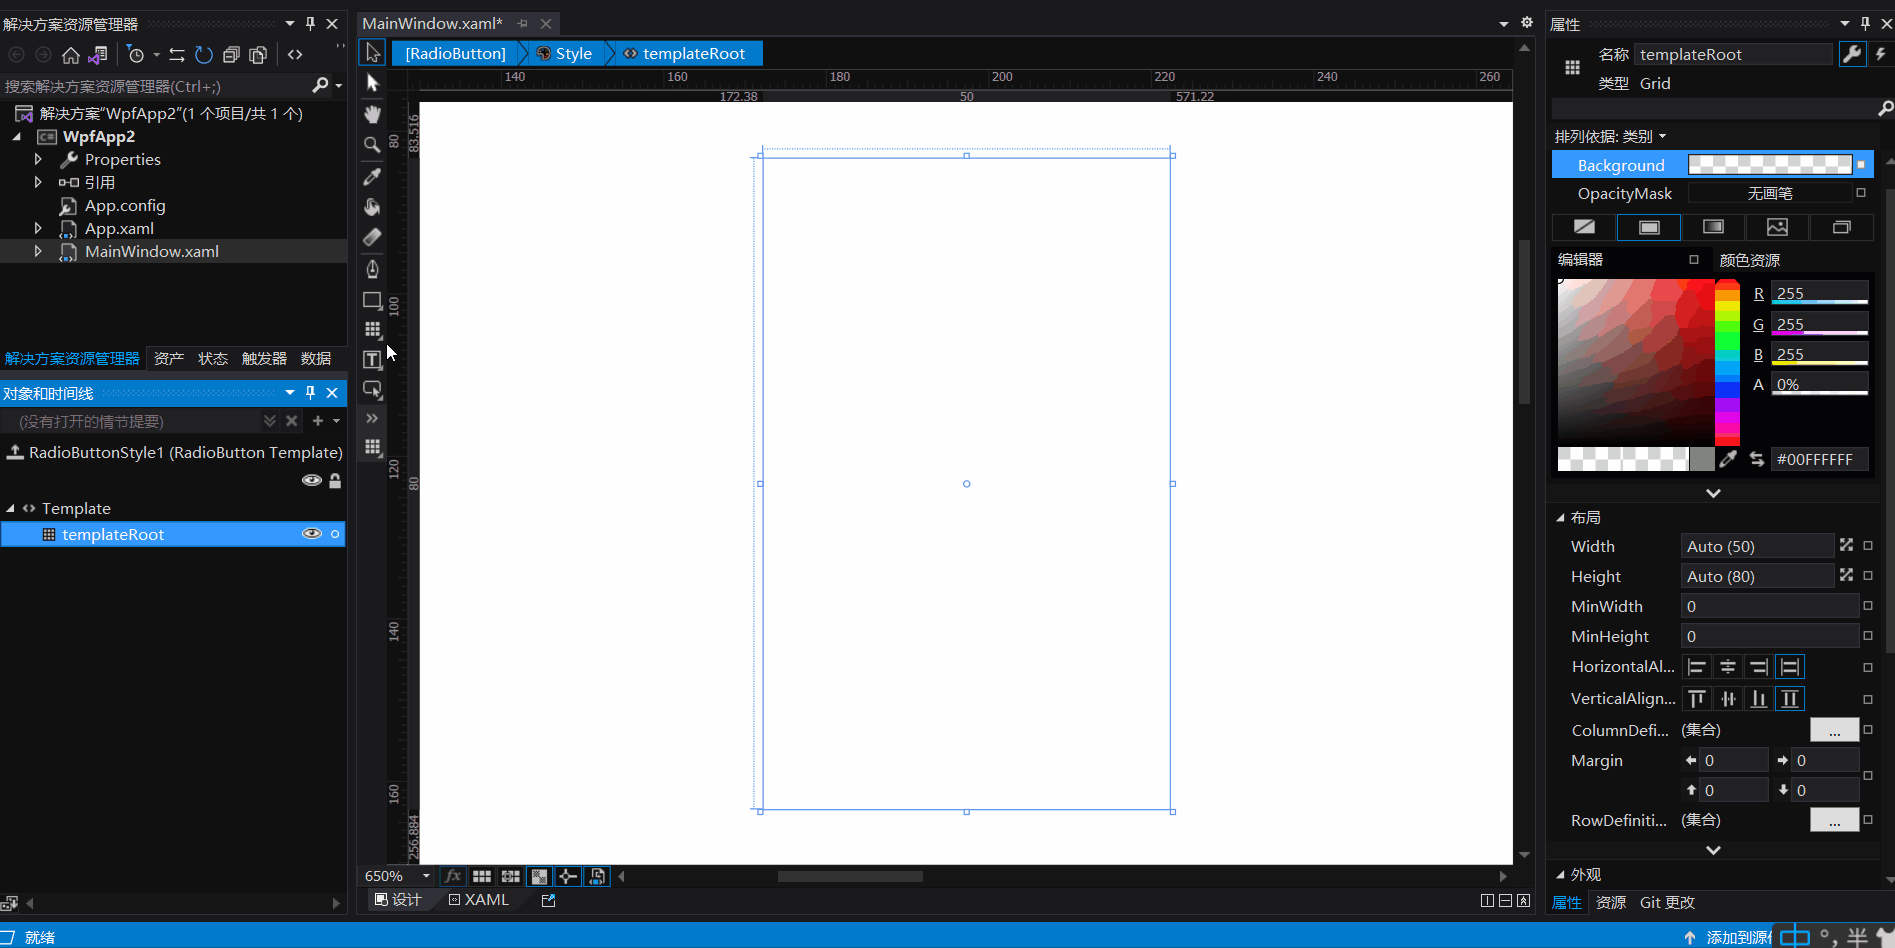 解决方案资源管理器
搜索解决方案资源管理器(Ctrl+;)
解决方案“WpfApp2”(1 个项目/共 1 个)
C# WpfApp2
Properties
引用
App.config
App.xaml
MainWindow.xaml
解决方案资源管理器 资产 状态 触发器 数据
对象和时间线
(没有打开的情节提要)
RadioButtonStyle1 (RadioButton Template)
Template
templateRoot
MainWindow.xaml*
[RadioButton] Style templateRoot
140 160 180 200 220 240 260
172.38 50 571.22
83.516
80
100
120
80
140
160
256.884
650% fx
设计 XAML
属性
名称 templateRoot
类型 Grid
排列依据: 类别
Background
OpacityMask 无画笔
编辑器 颜色资源
R 255
G 255
B 255
A 0%
#00FFFFFF
布局
Width Auto (50)
Height Auto (80)
MinWidth 0
MinHeight 0
HorizontalAl...
VerticalAlign...
ColumnDefi... (集合) ...
Margin 0 0
0 0
RowDefiniti... (集合) ...
外观
属性 资源 Git 更改
就绪
添加到源
中 °, 半